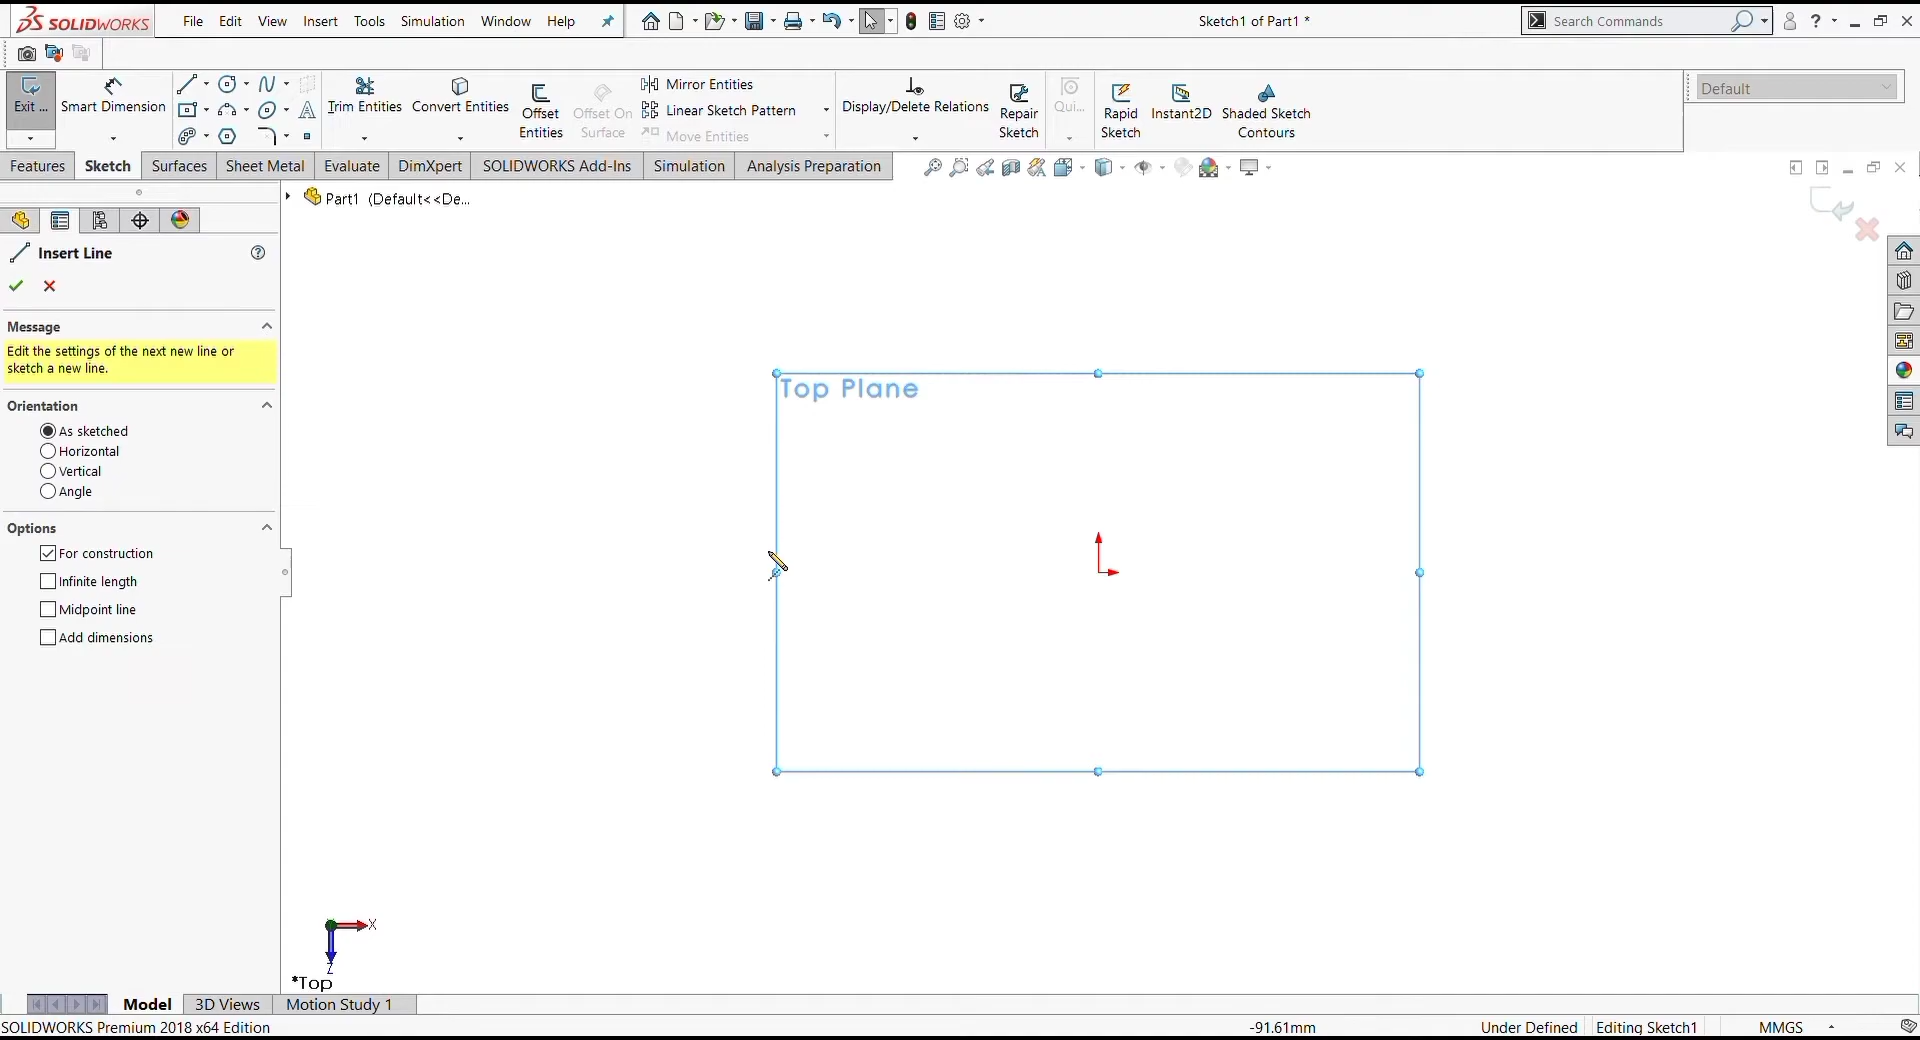 SOLIDWORKS File Edit View Insert Tools Simulation Window Help Sketch1 of Part1 * Search Commands ?
Exit ... Smart Dimension Trim Entities Convert Entities Offset Entities Offset On Surface Mirror Entities Linear Sketch Pattern Move Entities Display/Delete Relations Repair Sketch Qui... Rapid Sketch Instant2D Shaded Sketch Contours Default
Features Sketch Surfaces Sheet Metal Evaluate DimXpert SOLIDWORKS Add-Ins Simulation Analysis Preparation
Part1 (Default<<De...
Insert Line
Message
Edit the settings of the next new line or
sketch a new line.
Orientation
As sketched
Horizontal
Vertical
Angle
Options
For construction
Infinite length
Midpoint line
Add dimensions
Top Plane
X
Z
*Top
Model 3D Views Motion Study 1
SOLIDWORKS Premium 2018 x64 Edition -91.61mm Under Defined Editing Sketch1 MMGS